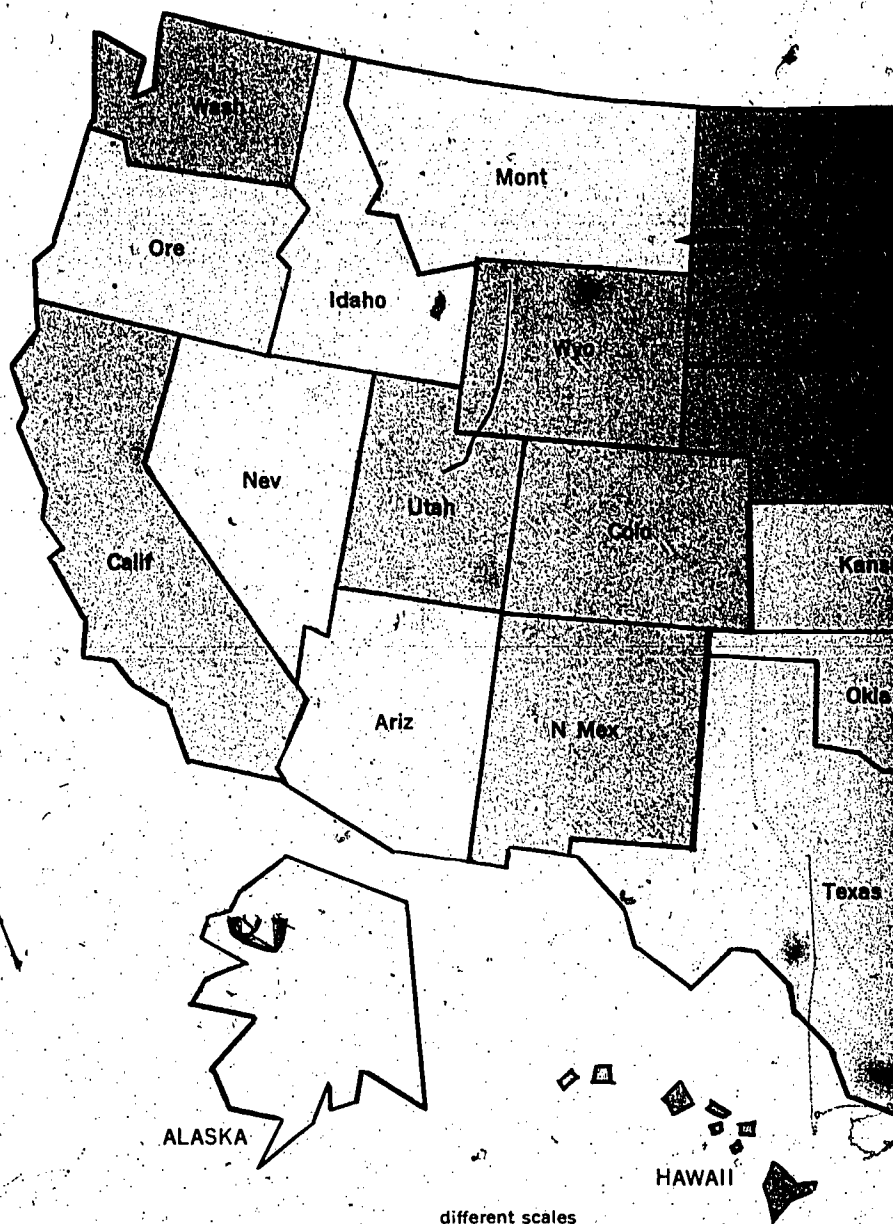 Wash
Mont
Ore
Idaho
Wyo
Nev
Utah
Colo
Calif
Kans
Ariz
N Mex
Okla
Texas
ALASKA
HAWAII
different scales